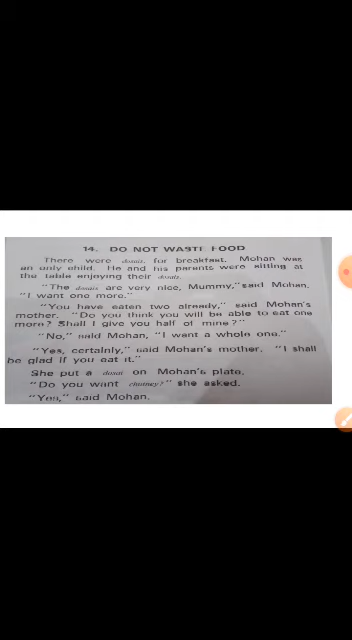 14. DO NOT WASTE FOOD
There were dosais for breakfast. Mohan was
an only child. He and his parents were sitting at
the table enjoying their dosais.
"The dosais are very nice, Mummy," said Mohan.
"I want one more."
"You have eaten two already," said Mohan's
mother. "Do you think you will be able to eat one
more? Shall I give you half of mine?"
"No," said Mohan, "I want a whole one."
"Yes, certainly," said Mohan's mother. "I shall
be glad if you eat it."
She put a dosai on Mohan's plate.
"Do you want chutney?" she asked.
"Yes," said Mohan.